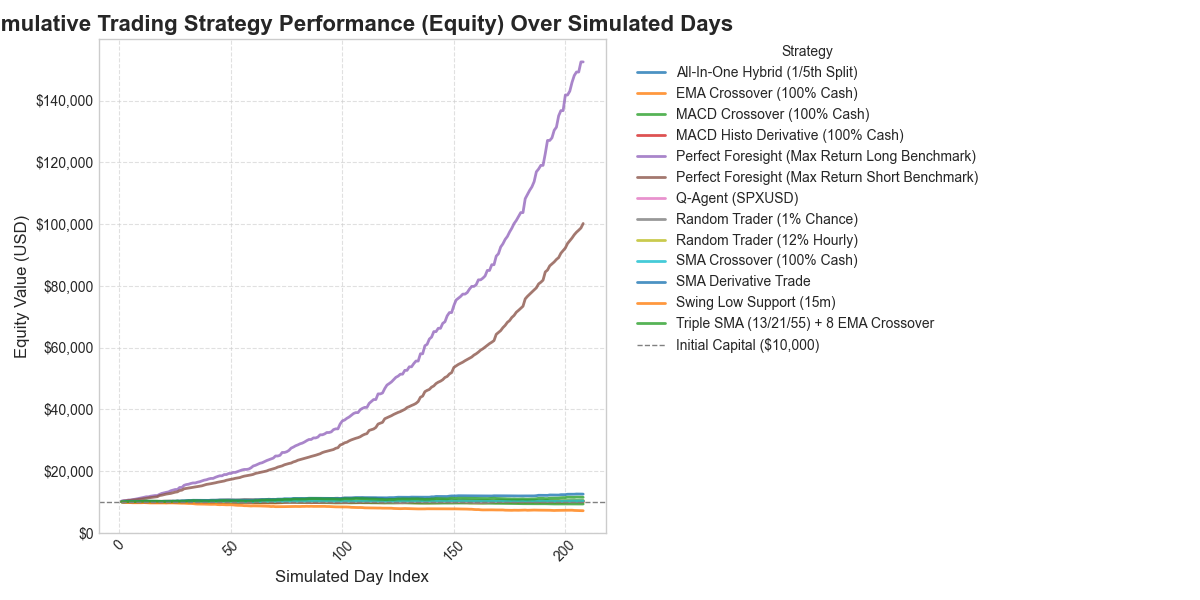 mulative Trading Strategy Performance (Equity) Over Simulated Days
Strategy
All-In-One Hybrid (1/5th Split)
EMA Crossover (100% Cash)
MACD Crossover (100% Cash)
MACD Histo Derivative (100% Cash)
Perfect Foresight (Max Return Long Benchmark)
Perfect Foresight (Max Return Short Benchmark)
Q-Agent (SPXUSD)
Random Trader (1% Chance)
Random Trader (12% Hourly)
SMA Crossover (100% Cash)
SMA Derivative Trade
Swing Low Support (15m)
Triple SMA (13/21/55) + 8 EMA Crossover
Initial Capital ($10,000)
Equity Value (USD)
$140,000
$120,000
$100,000
$80,000
$60,000
$40,000
$20,000
$0
0
50
100
150
200
Simulated Day Index